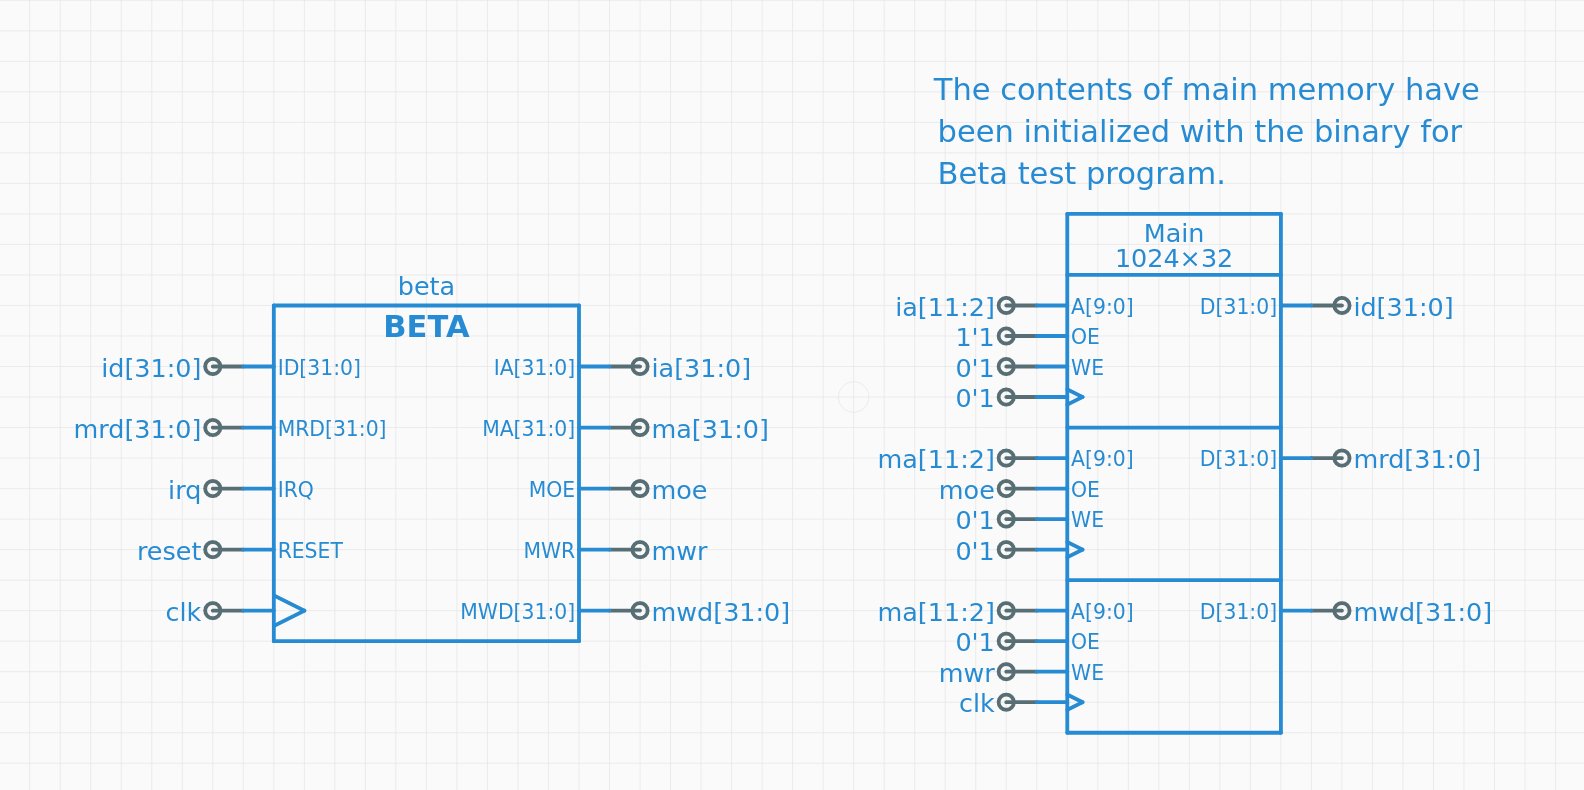 The contents of main memory have
been initialized with the binary for
Beta test program.
beta
BETA
id[31:0]
ID[31:0]
IA[31:0]
ia[31:0]
mrd[31:0]
MRD[31:0]
MA[31:0]
ma[31:0]
irq
IRQ
MOE
moe
reset
RESET
MWR
mwr
clk
MWD[31:0]
mwd[31:0]
Main
1024×32
ia[11:2]
A[9:0]
D[31:0]
id[31:0]
1'1
OE
0'1
WE
0'1
ma[11:2]
A[9:0]
D[31:0]
mrd[31:0]
moe
OE
0'1
WE
0'1
ma[11:2]
A[9:0]
D[31:0]
mwd[31:0]
0'1
OE
mwr
WE
clk